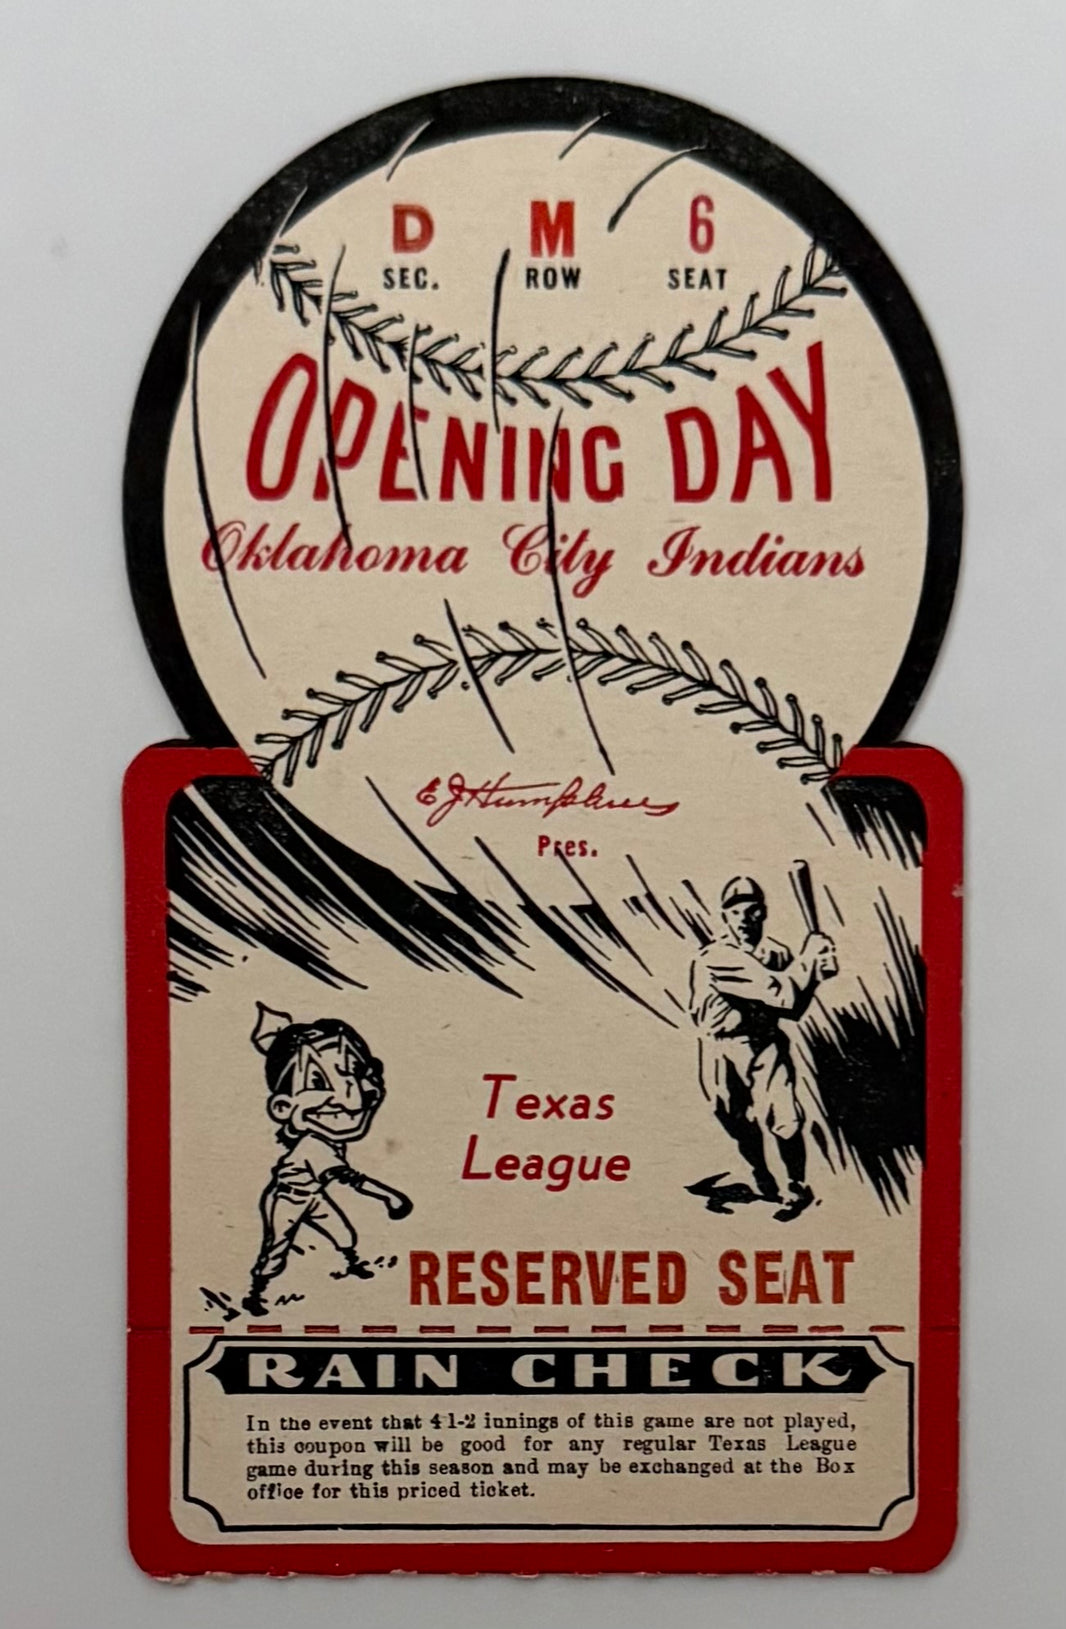 D M 6
SEC. ROW SEAT
OPENING DAY
Oklahoma City Indians
E J Humphries
Pres.
Texas
League
RESERVED SEAT
RAIN CHECK
In the event that 4 1-2 innings of this game are not played,
this coupon will be good for any regular Texas League
game during this season and may be exchanged at the Box
office for this priced ticket.